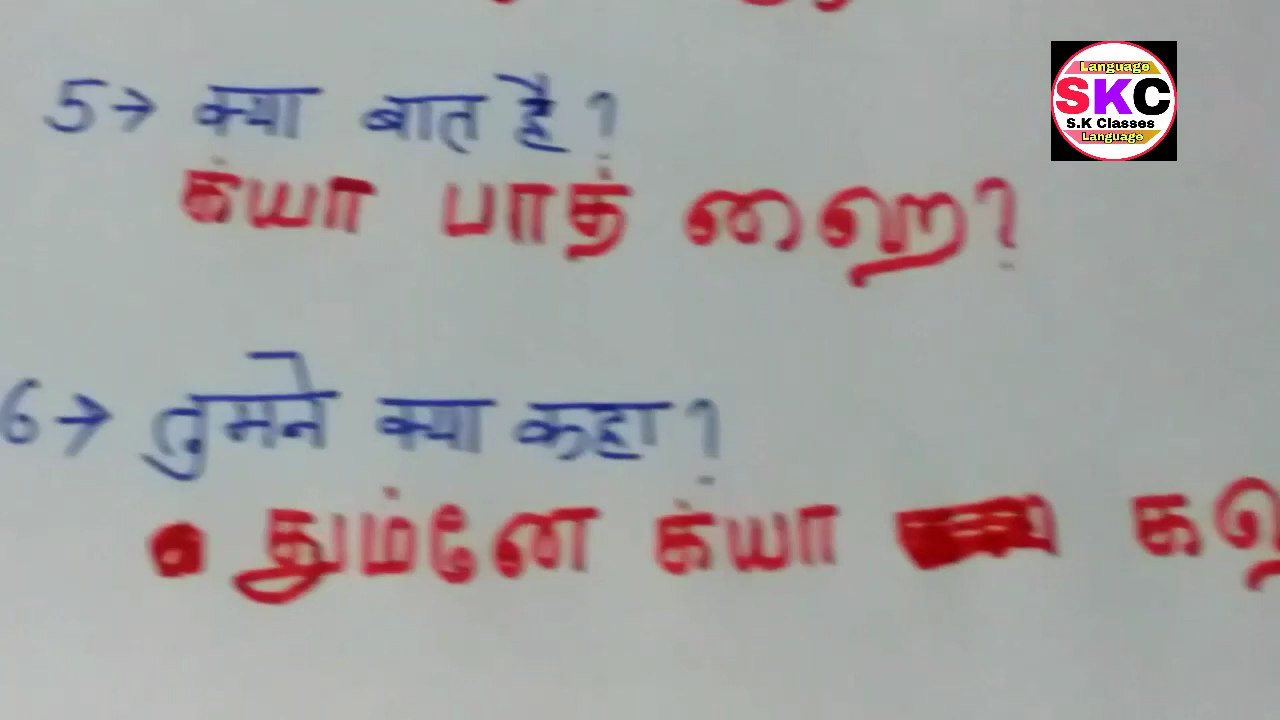 Language
SKC
S.K Classes
Language
5→ क्या बात है?
க்யா பாத் ஹை?
6→ तुमने क्या कहा?
தும்னே க்யா